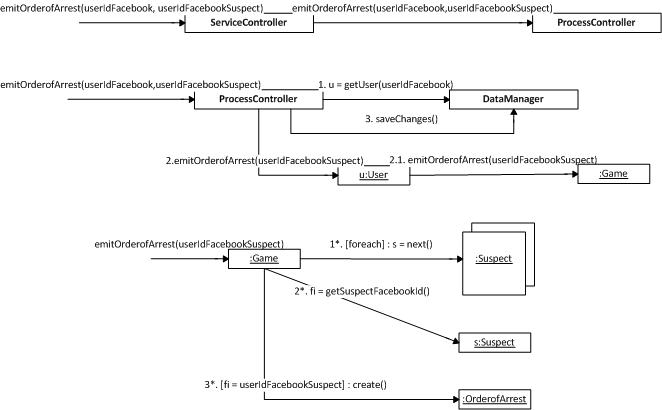 emitOrderofArrest(userIdFacebook, userIdFacebookSuspect)
emitOrderofArrest(userIdFacebook,userIdFacebookSuspect)
ServiceController
ProcessController
emitOrderofArrest(userIdFacebook,userIdFacebookSuspect)
1. u = getUser(userIdFacebook)
ProcessController
DataManager
3. saveChanges()
2.emitOrderofArrest(userIdFacebookSuspect)
2.1. emitOrderofArrest(userIdFacebookSuspect)
u:User
:Game
emitOrderofArrest(userIdFacebookSuspect)
1*. [foreach] : s = next()
:Game
:Suspect
2*. fi = getSuspectFacebookId()
s:Suspect
3*. [fi = userIdFacebookSuspect] : create()
:OrderofArrest